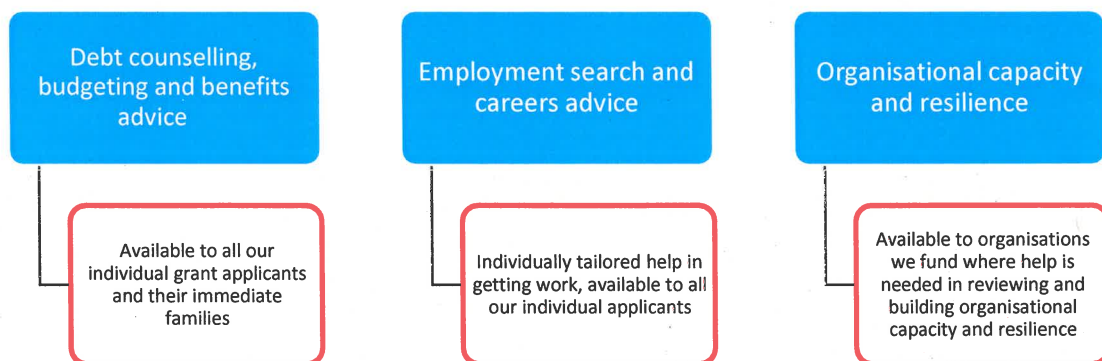 Debt counselling,
budgeting and benefits
advice
Available to all our
individual grant applicants
and their immediate
families
Employment search and
careers advice
Individually tailored help in
getting work, available to all
our individual applicants
Organisational capacity
and resilience
Available to organisations
we fund where help is
needed in reviewing and
building organisational
capacity and resilience